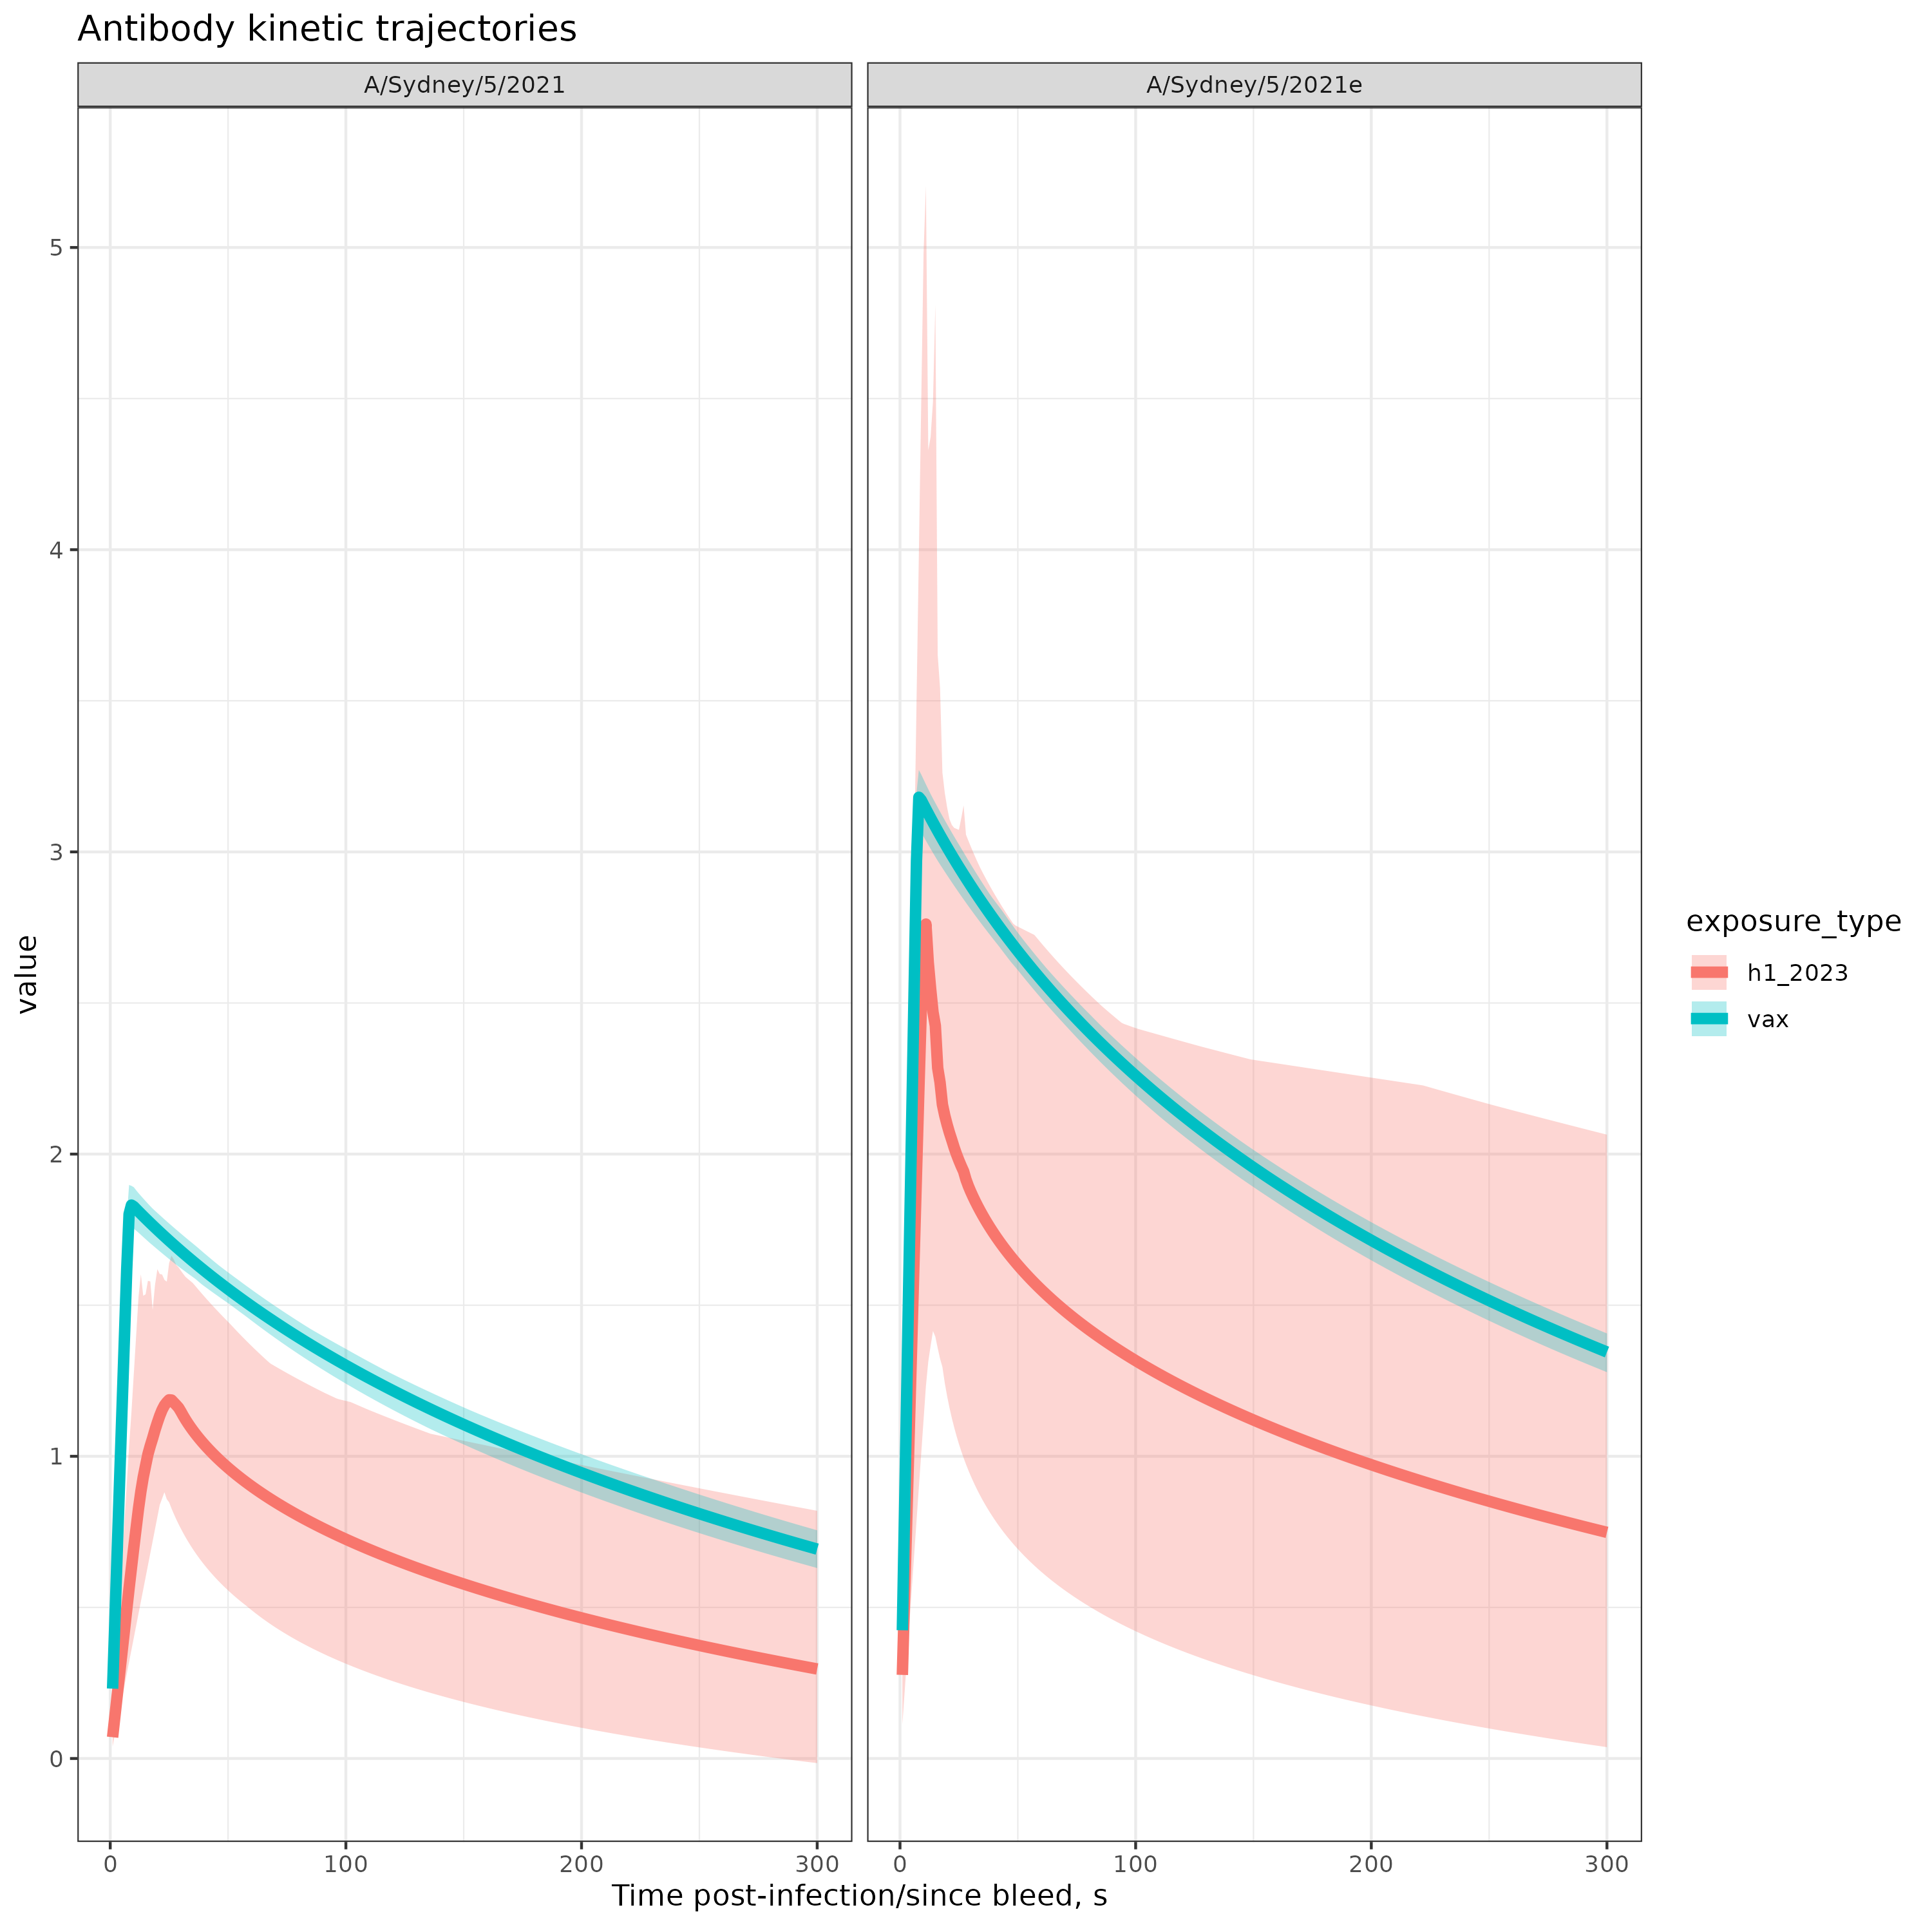 Antibody kinetic trajectories
A/Sydney/5/2021
A/Sydney/5/2021e
value
5
4
3
2
1
0
0
100
200
300
0
100
200
300
Time post-infection/since bleed, s
exposure_type
h1_2023
vax